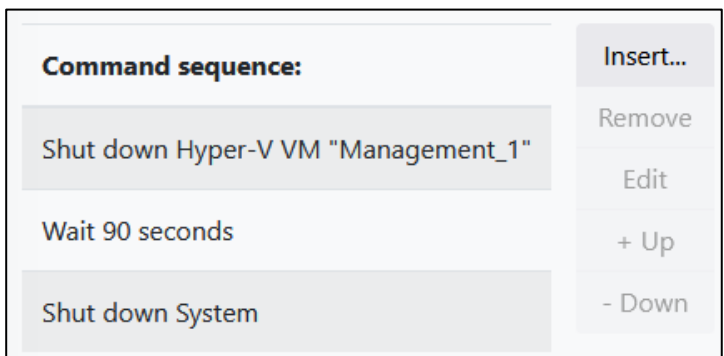 Command sequence:
Shut down Hyper-V VM "Management_1"
Wait 90 seconds
Shut down System
Insert...
Remove
Edit
+ Up
- Down